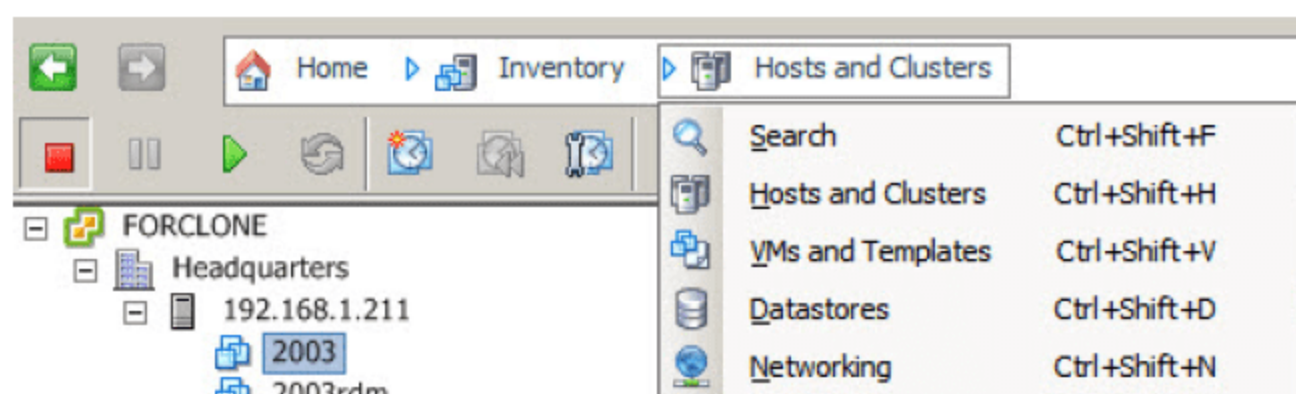 Home Inventory Hosts and Clusters
Search Ctrl+Shift+F
Hosts and Clusters Ctrl+Shift+H
VMs and Templates Ctrl+Shift+V
Datastores Ctrl+Shift+D
Networking Ctrl+Shift+N
FORCLONE
Headquarters
192.168.1.211
2003
2003rdm